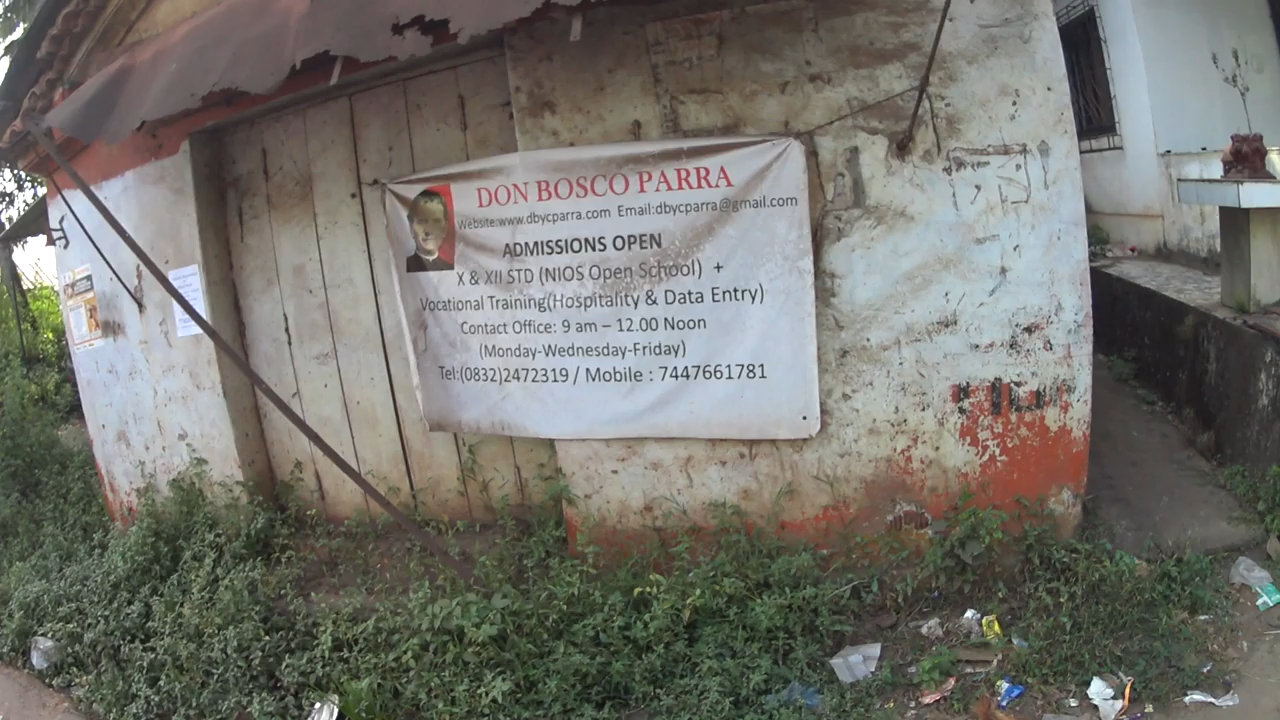 DON BOSCO PARRA
Website:www.dbycparra.com Email:dbycparra@gmail.com
ADMISSIONS OPEN
X & XII STD (NIOS Open School) +
Vocational Training(Hospitality & Data Entry)
Contact Office: 9 am – 12.00 Noon
(Monday-Wednesday-Friday)
Tel:(0832)2472319 / Mobile : 7447661781